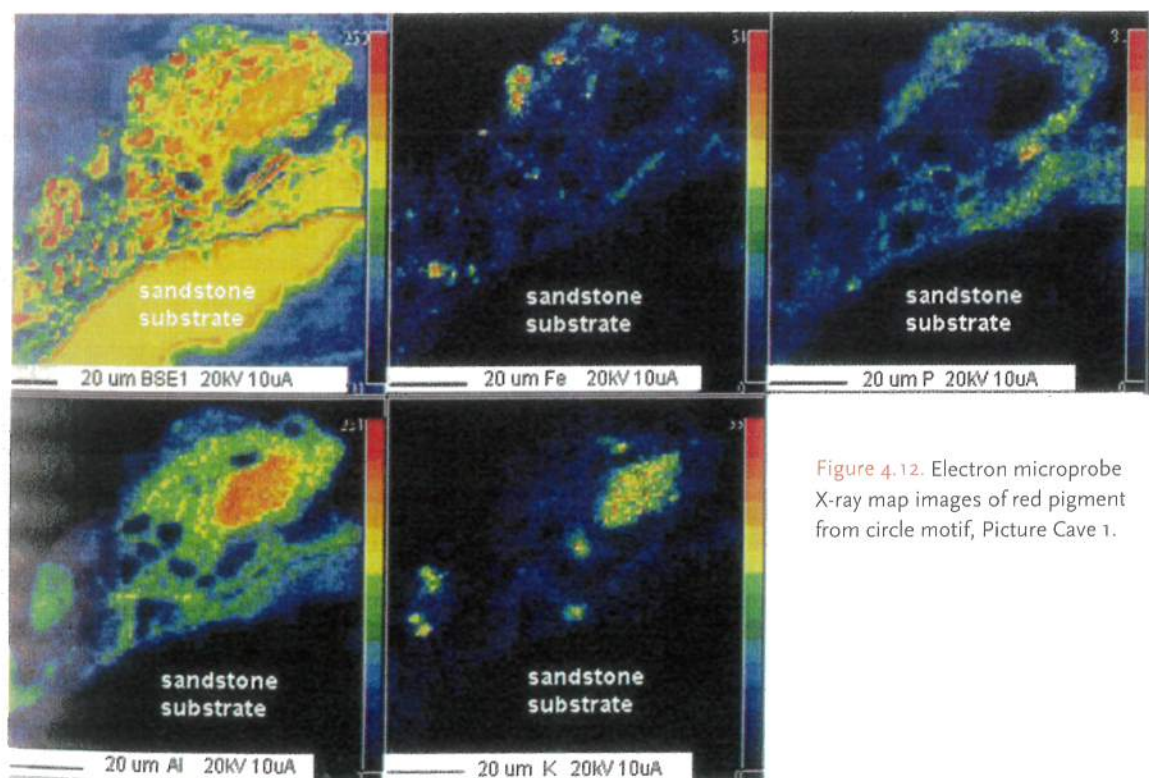 250
51
sandstone
substrate
sandstone
substrate
sandstone
substrate
20 um BSE1 20kV 10uA
20 um Fe 20kV 10uA
20 um P 20kV 10uA
Figure 4.12. Electron microprobe
X-ray map images of red pigment
from circle motif, Picture Cave 1.
sandstone
substrate
sandstone
substrate
20 um Al 20kV 10uA
20 um K 20kV 10uA